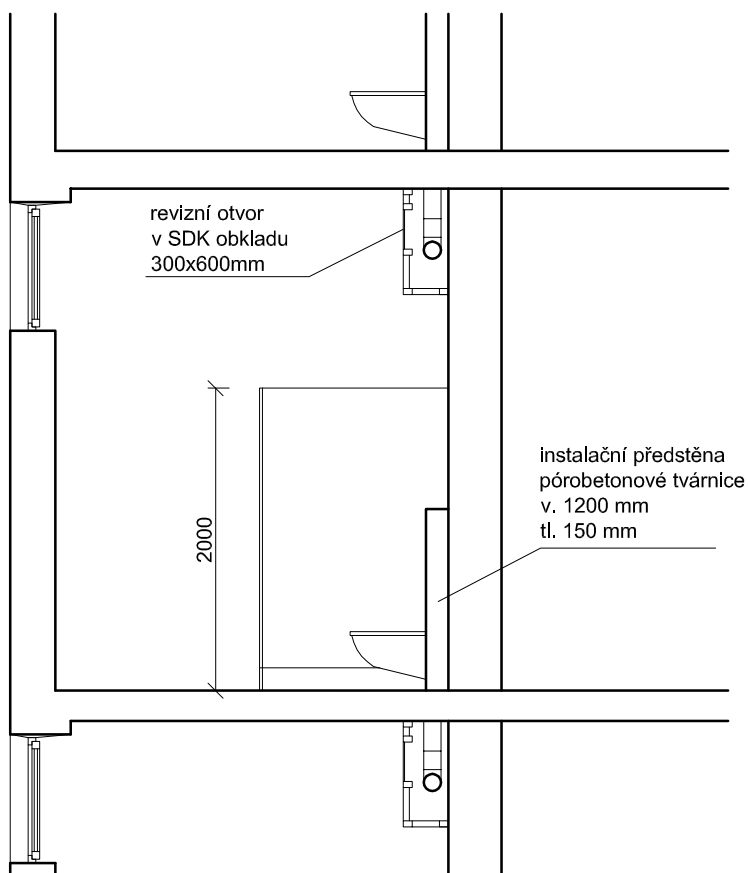 revizní otvor
v SDK obkladu
300x600mm
instalační předstěna
pórobetonové tvárnice
v. 1200 mm
tl. 150 mm
2000